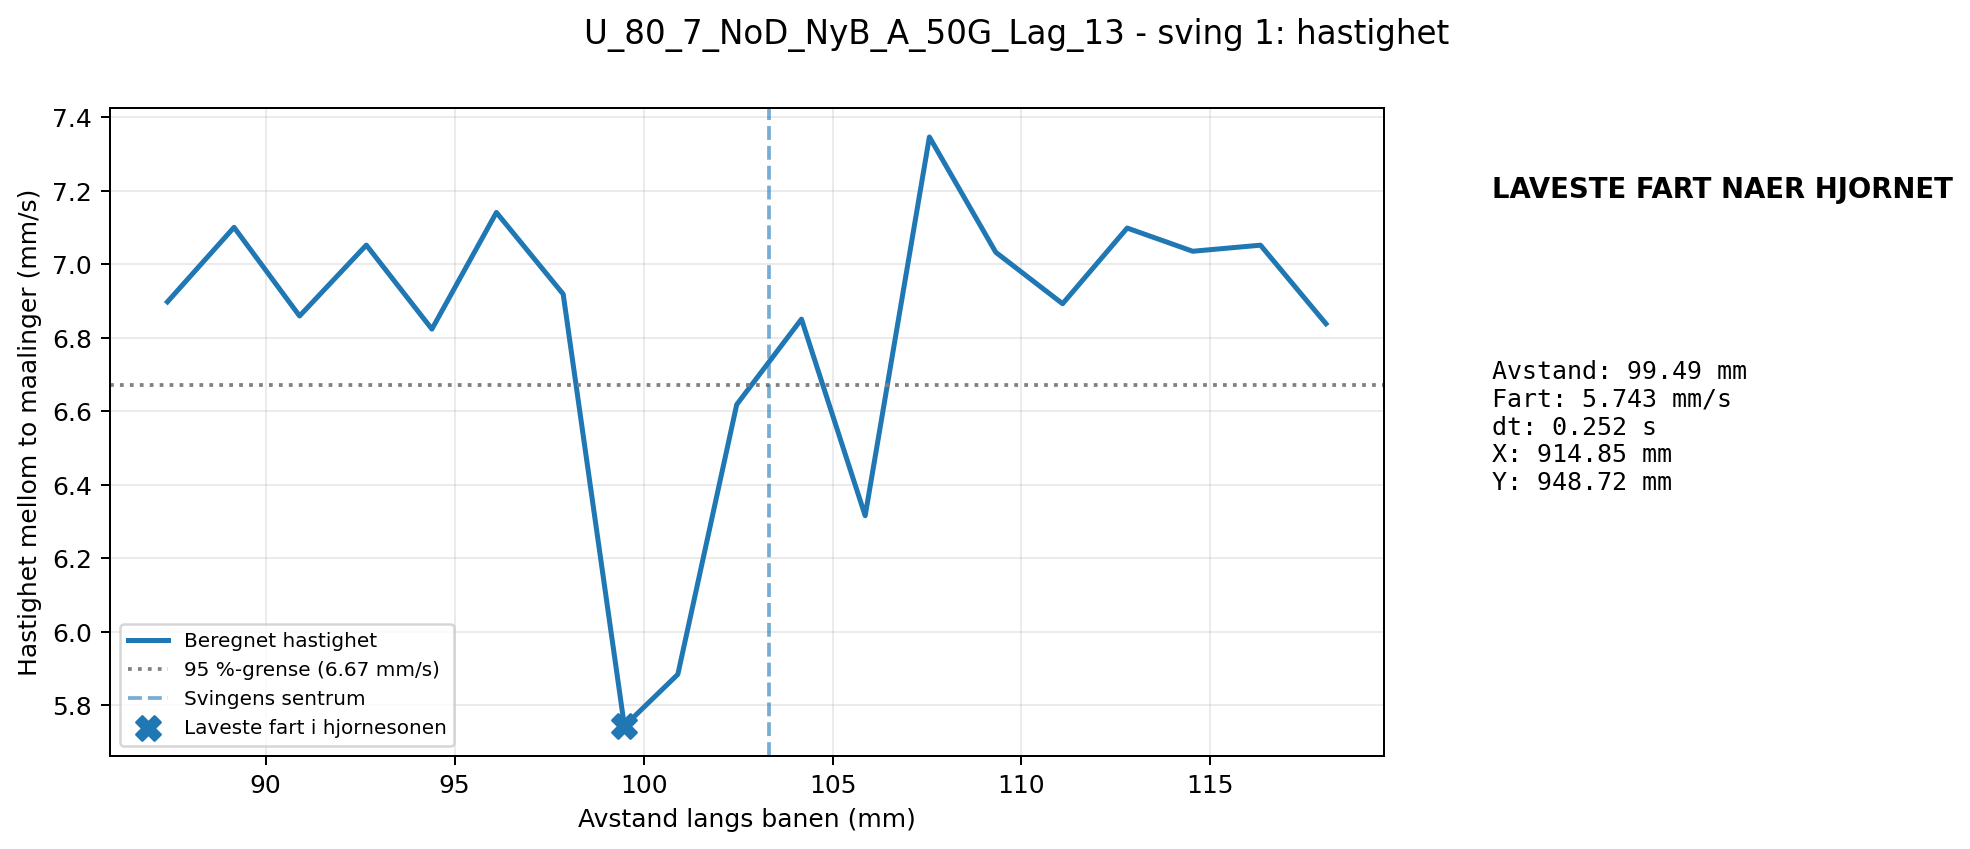 U_80_7_NoD_NyB_A_50G_Lag_13 - sving 1: hastighet
Hastighet mellom to maalinger (mm/s)
7.4
7.2
7.0
6.8
6.6
6.4
6.2
6.0
5.8
Beregnet hastighet
95 %-grense (6.67 mm/s)
Svingens sentrum
Laveste fart i hjornesonen
90
95
100
105
110
115
Avstand langs banen (mm)
LAVESTE FART NAER HJORNET
Avstand: 99.49 mm
Fart: 5.743 mm/s
dt: 0.252 s
X: 914.85 mm
Y: 948.72 mm